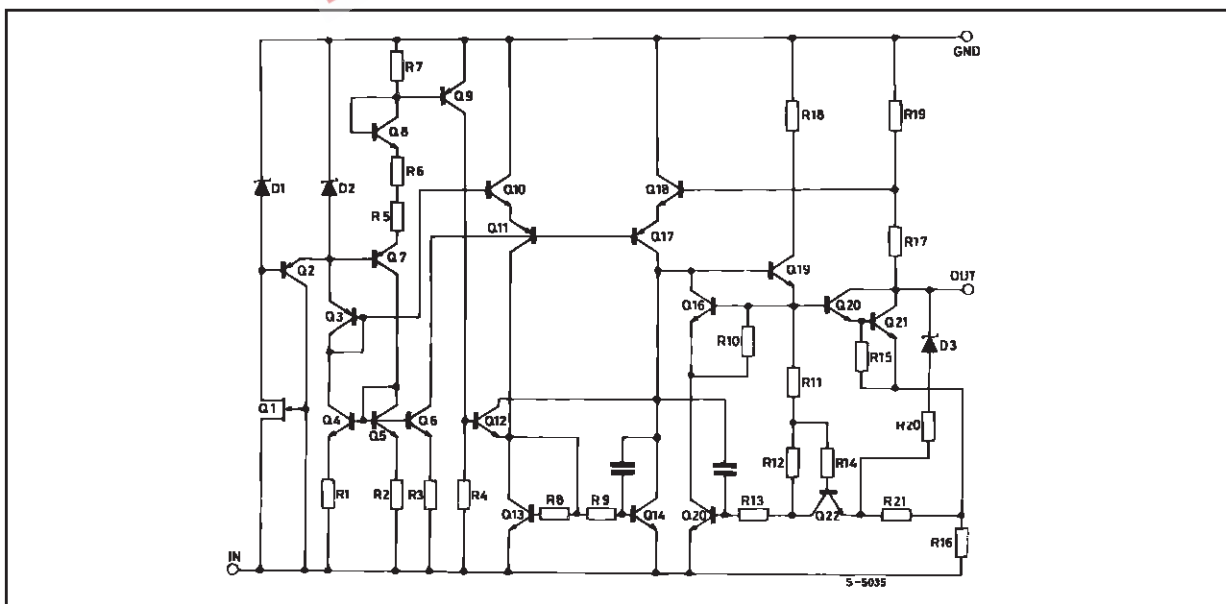 GND
R7
Q9
R18
R19
Q8
D1
D2
R6
Q10
Q18
R5
Q11
Q17
R17
Q2
Q7
Q19
OUT
Q3
Q16
Q20
Q21
R10
D3
R15
R11
Q1
Q4
Q5
Q6
Q12
R20
R12
R14
R1
R2
R3
R4
R8
R9
R13
Q13
Q14
Q20
Q22
R21
R16
IN
S-5035